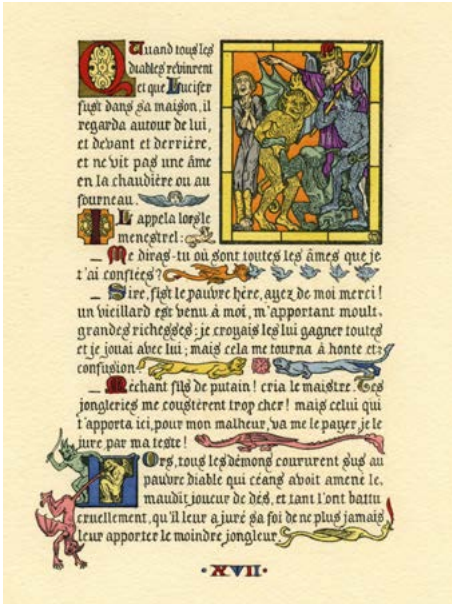 Quand tous les
diables revinrent
et que Lucifer
fust dans sa maison, il
regarda autour de lui,
et devant et derrière,
et ne vit pas une âme
en la chaudière ou au
fourneau.
Il appela lors le
menestrel:
— Me diras-tu où sont toutes les âmes que je
t'ai confiées?
— Sire, fist le pauvre hère, ayez de moi merci!
un vieillard est venu à moi, m'apportant moult
grandes richesses; je croyais les lui gagner toutes
et je jouai avec lui; mais cela me tourna à honte et
confusion.
— Méchant fils de putain! cria le maistre. Tes
jongleries me coustèrent trop cher! mais celui qui
t'apporta ici, pour mon malheur, va me le payer, je le
jure par ma teste!
Lors, tous les démons coururent sus au
pauvre diable qui céans avoit amené le
maudit joueur de dés, et tant l'ont battu
cruellement, qu'il leur a juré sa foi de ne plus jamais
leur apporter le moindre jongleur.
· XVII ·